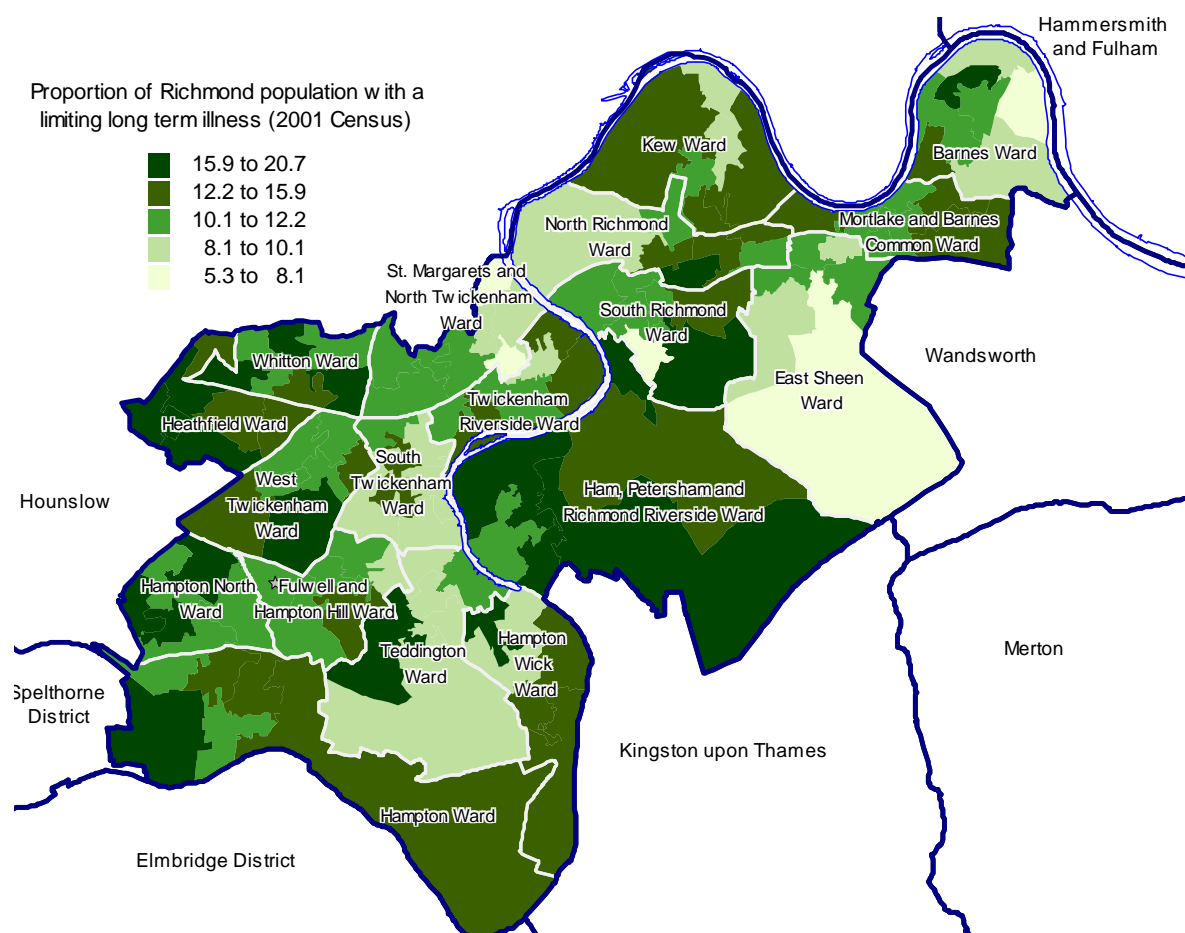 Hammersmith
and Fulham
Proportion of Richmond population with a
limiting long term illness (2001 Census)
15.9 to 20.7
12.2 to 15.9
10.1 to 12.2
8.1 to 10.1
5.3 to 8.1
Kew Ward
Barnes Ward
North Richmond
Ward
Mortlake and Barnes
Common Ward
St. Margarets and
North Twickenham
Ward
South Richmond
Ward
Whitton Ward
Wandsworth
East Sheen
Ward
Heathfield Ward
Twickenham
Riverside Ward
South
Twickenham
Ward
West
Twickenham
Ward
Hounslow
Ham, Petersham and
Richmond Riverside Ward
Hampton North
Ward
Fulwell and
Hampton Hill Ward
Teddington
Ward
Hampton
Wick
Ward
Merton
Spelthorne
District
Kingston upon Thames
Hampton Ward
Elmbridge District